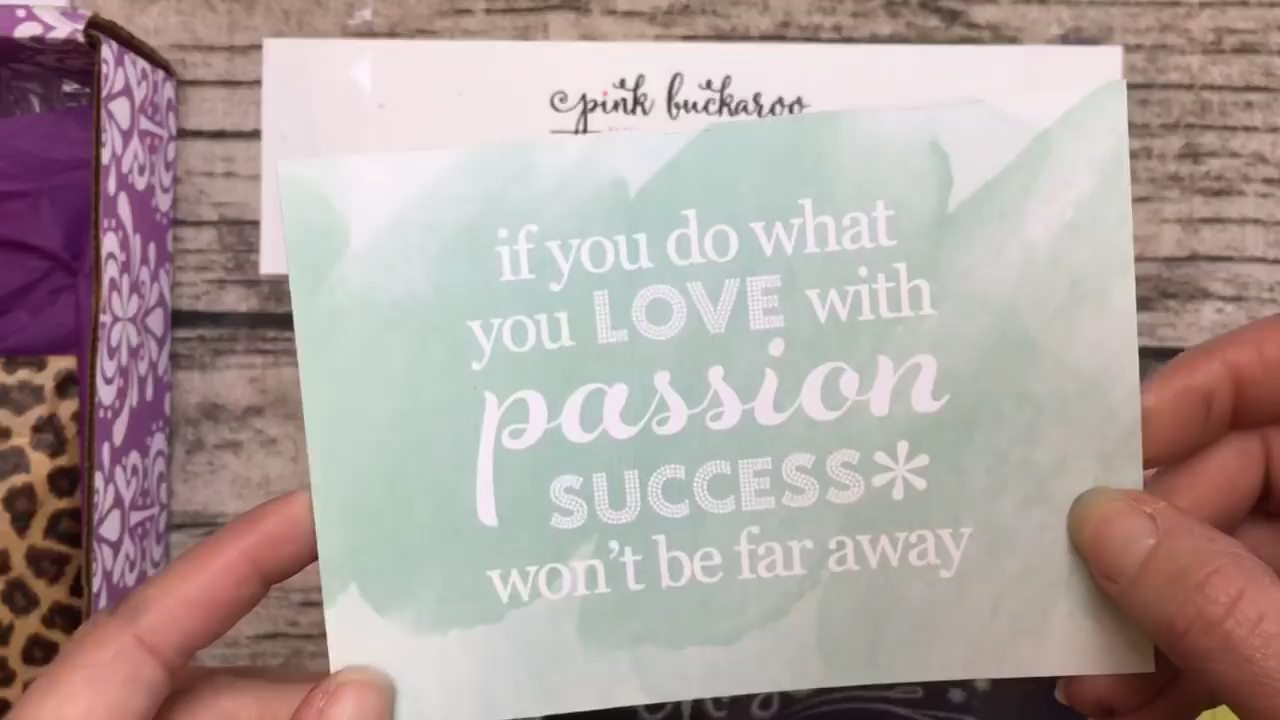 pink buckaroo
if you do what
you LOVE with
passion
SUCCESS*
won't be far away